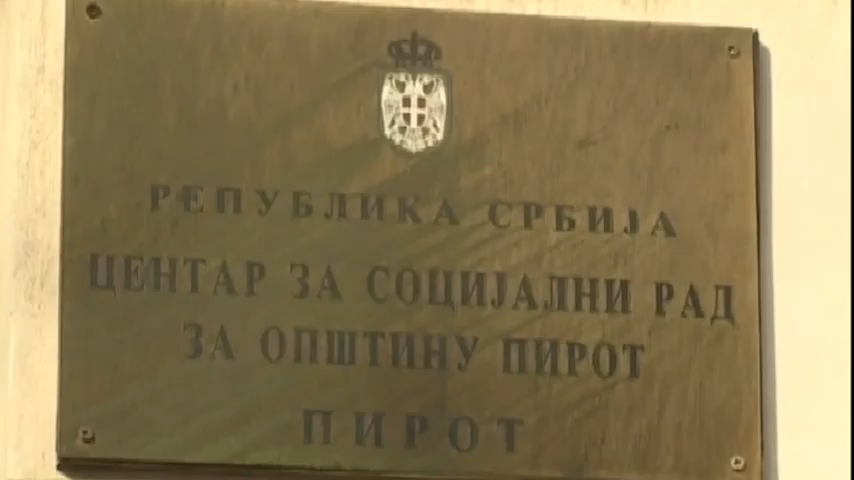 РЕПУБЛИКА СРБИЈА
ЦЕНТАР ЗА СОЦИЈАЛНИ РАД
ЗА ОПШТИНУ ПИРОТ
ПИРОТ